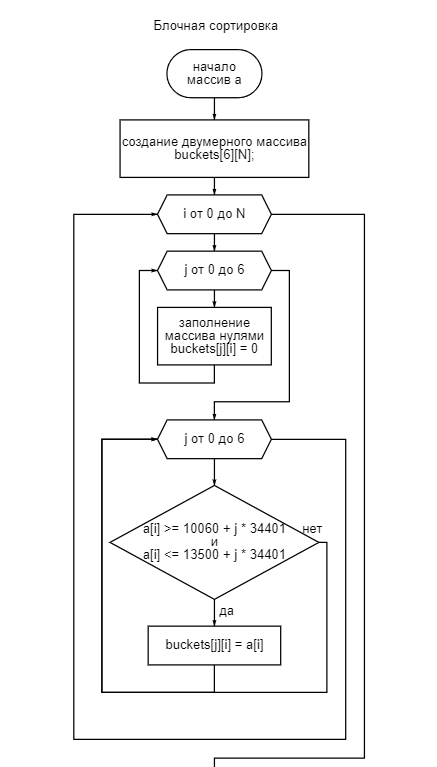 Блочная сортировка
начало
массив a
создание двумерного массива
buckets[6][N];
i от 0 до N
j от 0 до 6
заполнение
массива нулями
buckets[j][i] = 0
j от 0 до 6
a[i] >= 10060 + j * 34401
и
a[i] <= 13500 + j * 34401
нет
да
buckets[j][i] = a[i]